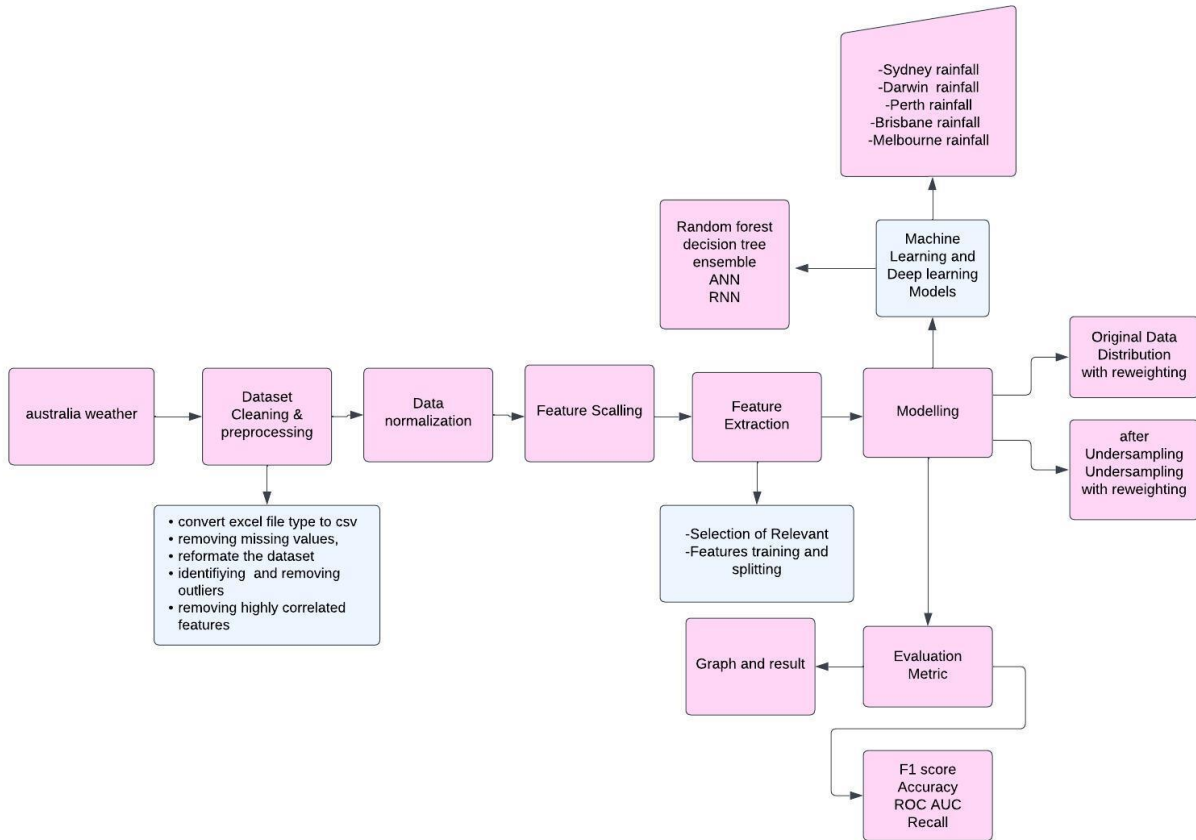 -Sydney rainfall
-Darwin rainfall
-Perth rainfall
-Brisbane rainfall
-Melbourne rainfall
Random forest
decision tree
ensemble
ANN
RNN
Machine
Learning and
Deep learning
Models
Original Data
Distribution
with reweighting
australia weather
Dataset
Cleaning &
preprocessing
Data
normalization
Feature Scalling
Feature
Extraction
Modelling
after
Undersampling
Undersampling
with reweighting
• convert excel file type to csv
• removing missing values,
• reformate the dataset
• identifiying and removing
outliers
• removing highly correlated
features
-Selection of Relevant
-Features training and
splitting
Graph and result
Evaluation
Metric
F1 score
Accuracy
ROC AUC
Recall